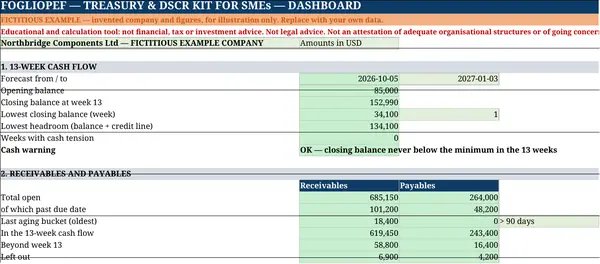 FOGLIOPEF — TREASURY & DSCR KIT FOR SMEs — DASHBOARD
FICTITIOUS EXAMPLE — invented company and figures, for illustration only. Replace with your own data.
Educational and calculation tool: not financial, tax or investment advice. Not legal advice. Not an attestation of adequate organisational structures or of going concer
Northbridge Components Ltd — FICTITIOUS EXAMPLE COMPANY Amounts in USD
1. 13-WEEK CASH FLOW
Forecast from / to 2026-10-05 2027-01-03
Opening balance 85,000
Closing balance at week 13 152,990
Lowest closing balance (week) 34,100 1
Lowest headroom (balance + credit line) 134,100
Weeks with cash tension 0
Cash warning OK — closing balance never below the minimum in the 13 weeks
2. RECEIVABLES AND PAYABLES
Receivables Payables
Total open 685,150 264,000
of which past due date 101,200 48,200
Last aging bucket (oldest) 18,400 0 > 90 days
In the 13-week cash flow 619,450 243,400
Beyond week 13 58,800 16,400
Left out 6,900 4,200